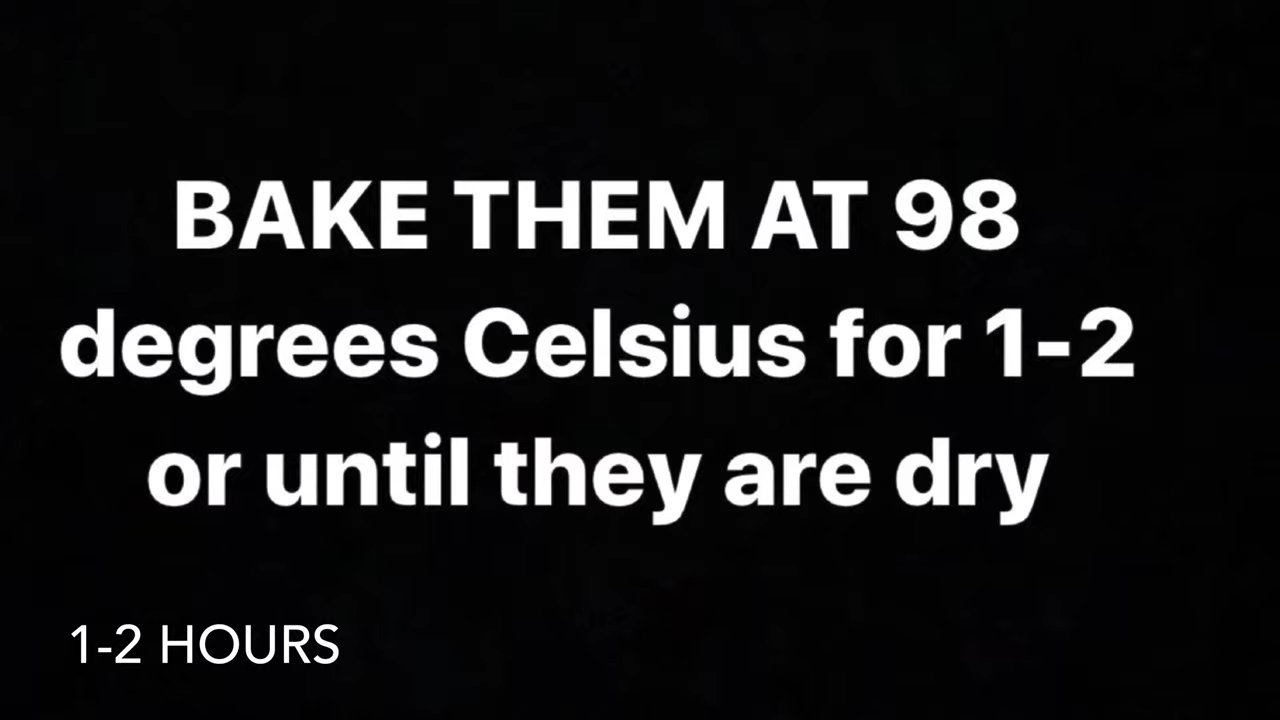 BAKE THEM AT 98
degrees Celsius for 1-2
or until they are dry
1-2 HOURS